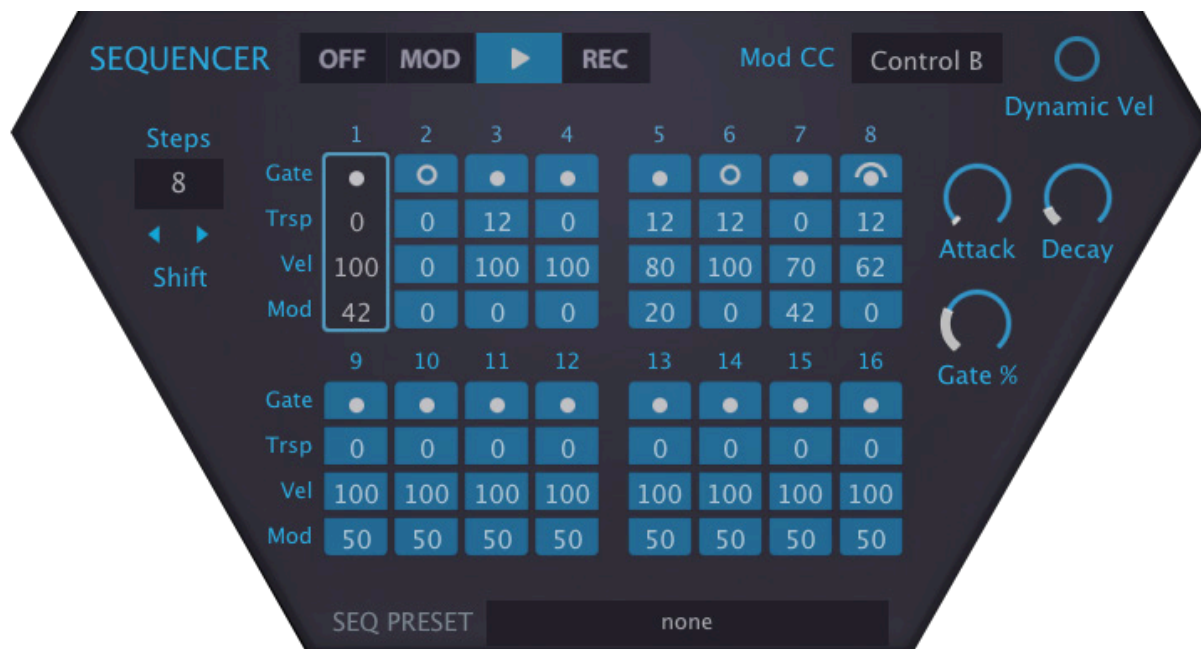 SEQUENCER OFF MOD REC Mod CC Control B
Dynamic Vel
Steps 1 2 3 4 5 6 7 8
8 Gate
Trsp 0 0 12 0 12 12 0 12
Shift Vel 100 0 100 100 80 100 70 62 Attack Decay
Mod 42 0 0 0 20 0 42 0
9 10 11 12 13 14 15 16 Gate %
Gate
Trsp 0 0 0 0 0 0 0 0
Vel 100 100 100 100 100 100 100 100
Mod 50 50 50 50 50 50 50 50
SEQ PRESET none